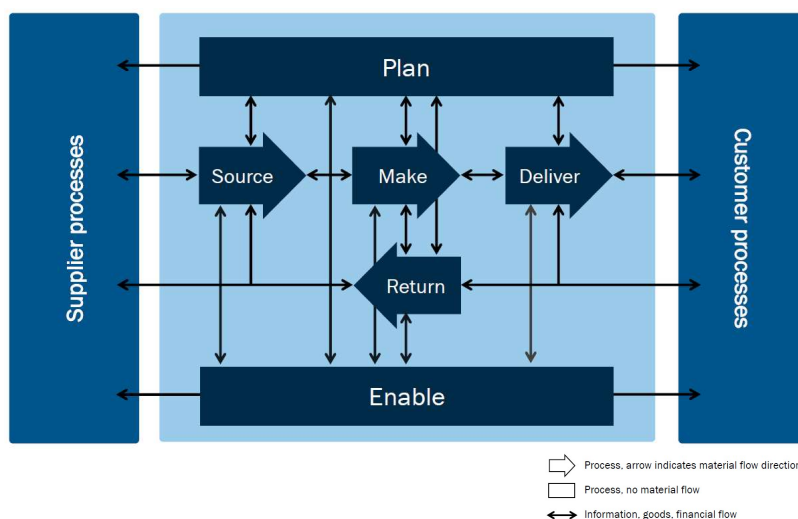 Supplier processes
Plan
Source
Make
Deliver
Return
Enable
Customer processes
Process, arrow indicates material flow direction
Process, no material flow
Information, goods, financial flow